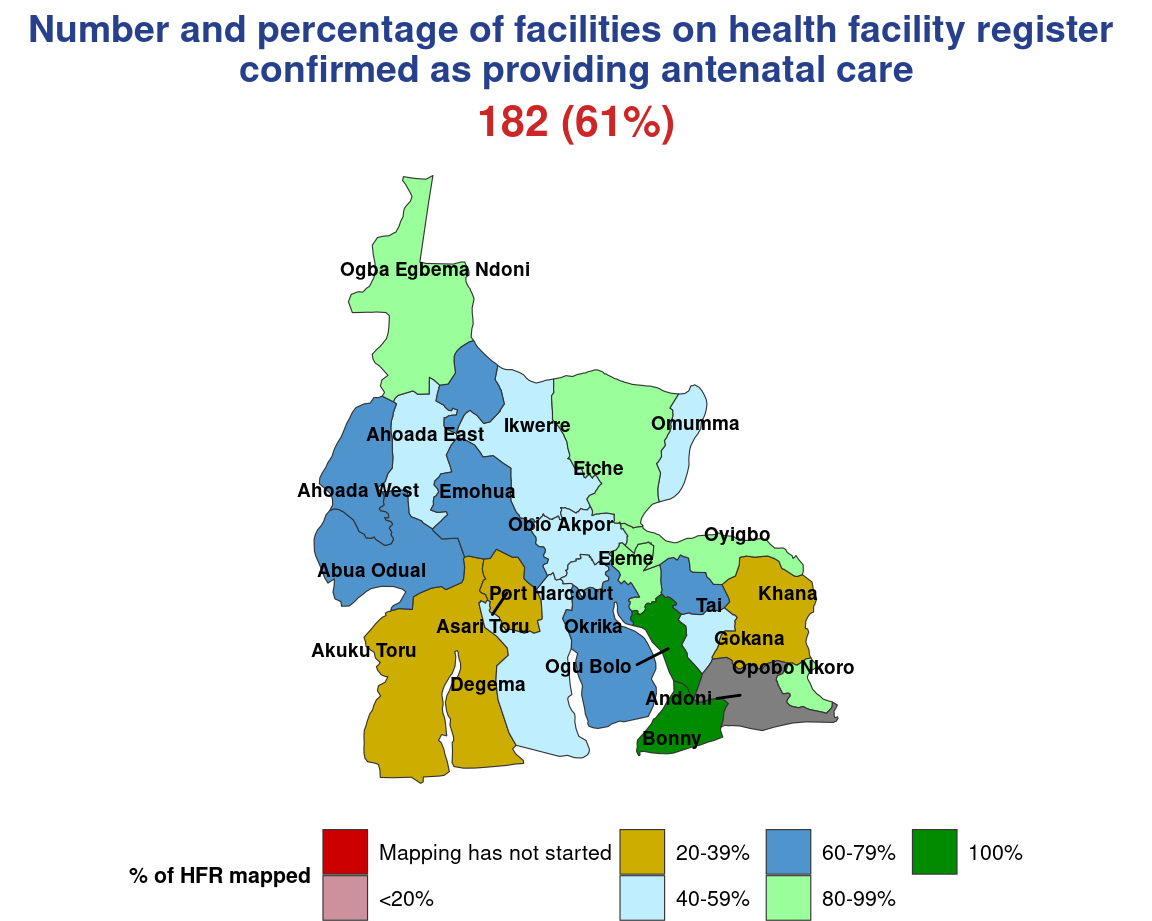 Number and percentage of facilities on health facility register
confirmed as providing antenatal care
182 (61%)
Ogba Egbema Ndoni
Ikwerre
Omumma
Ahoada East
Etche
Ahoada West
Emohua
Obio Akpor
Oyigbo
Eleme
Abua Odual
Port Harcourt
Khana
Tai
Asari Toru
Okrika
Gokana
Akuku Toru
Ogu Bolo
Opobo Nkoro
Degema
Andoni
Bonny
% of HFR mapped
Mapping has not started
<20%
20-39%
40-59%
60-79%
80-99%
100%